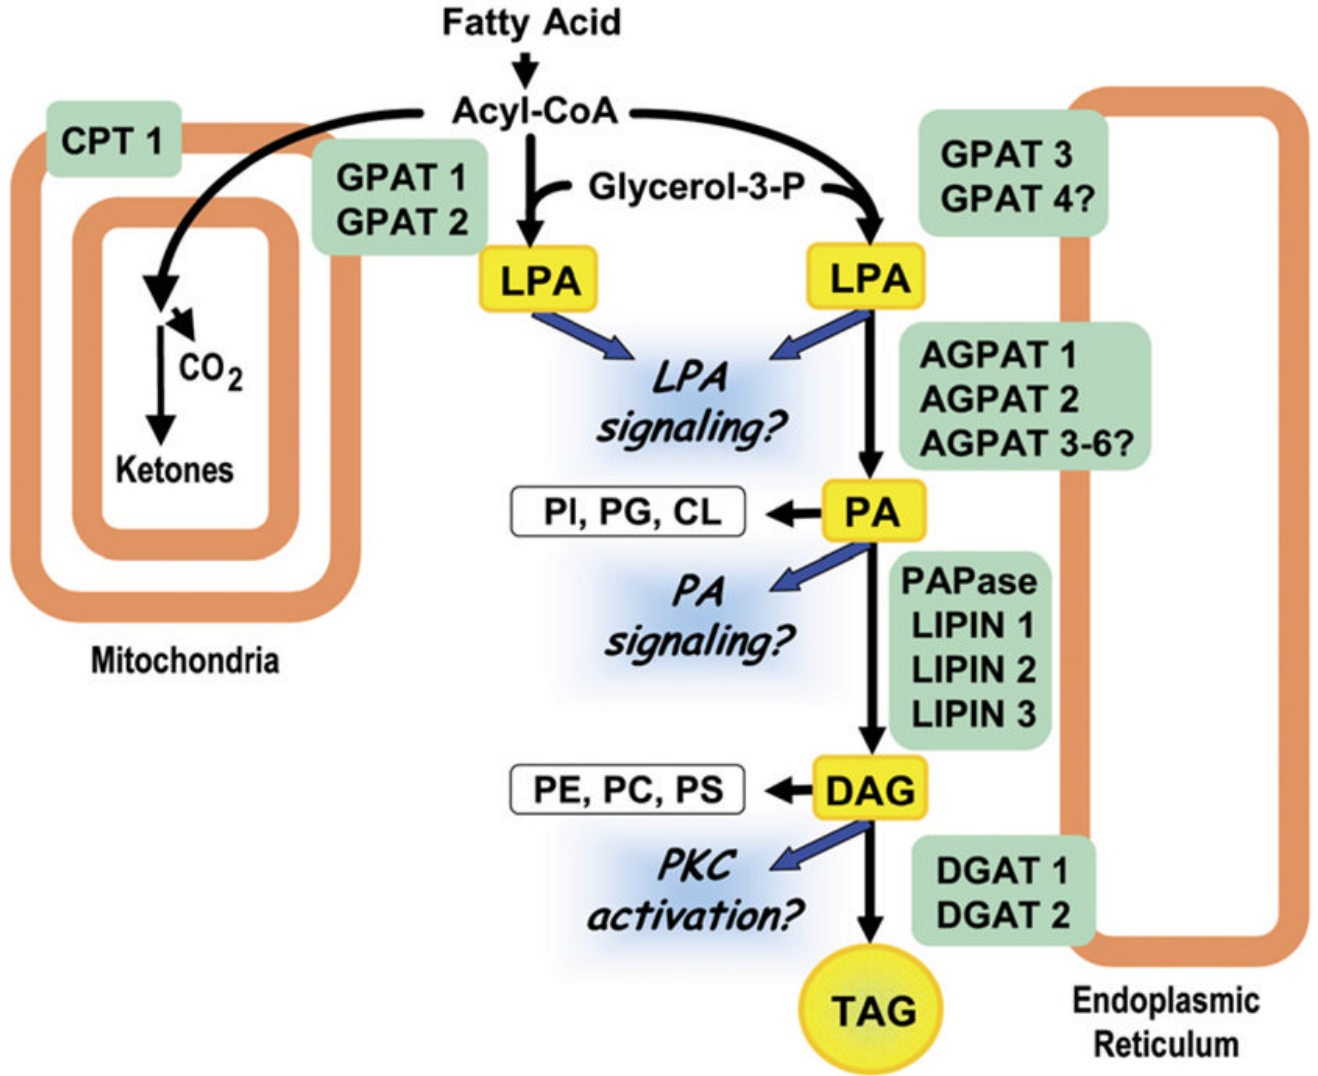 Fatty Acid
Acyl-CoA
CPT 1
GPAT 1
GPAT 2
Glycerol-3-P
GPAT 3
GPAT 4?
LPA
LPA
CO2
Ketones
Mitochondria
LPA
signaling?
AGPAT 1
AGPAT 2
AGPAT 3-6?
PI, PG, CL
PA
PA
signaling?
PAPase
LIPIN 1
LIPIN 2
LIPIN 3
PE, PC, PS
DAG
PKC
activation?
DGAT 1
DGAT 2
TAG
Endoplasmic
Reticulum